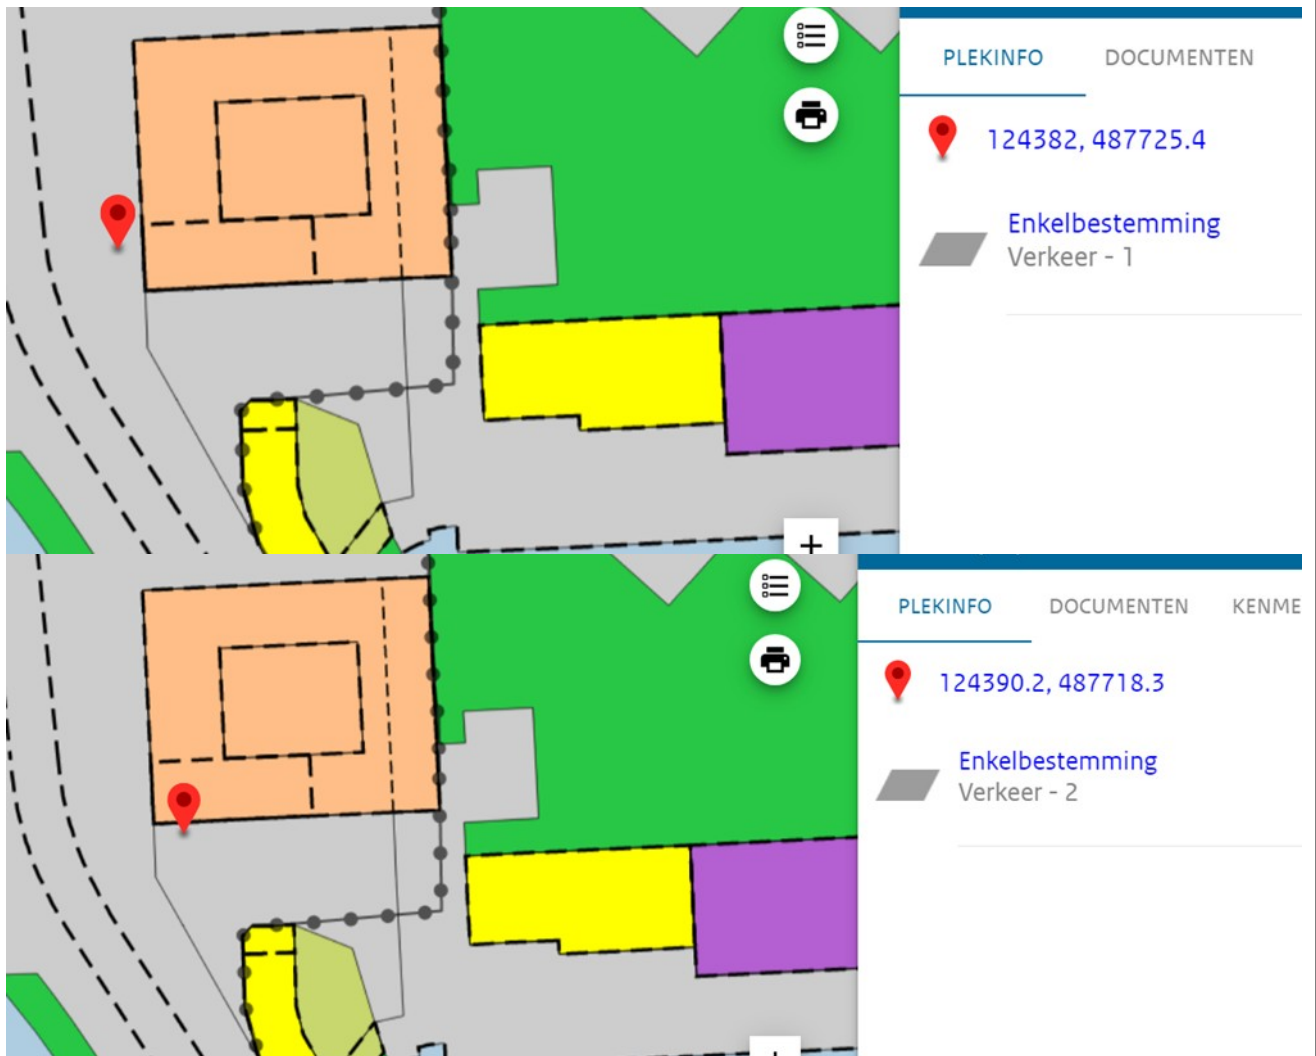 PLEKINFO DOCUMENTEN
124382, 487725.4
Enkelbestemming
Verkeer - 1
+
PLEKINFO DOCUMENTEN KENME
124390.2, 487718.3
Enkelbestemming
Verkeer - 2